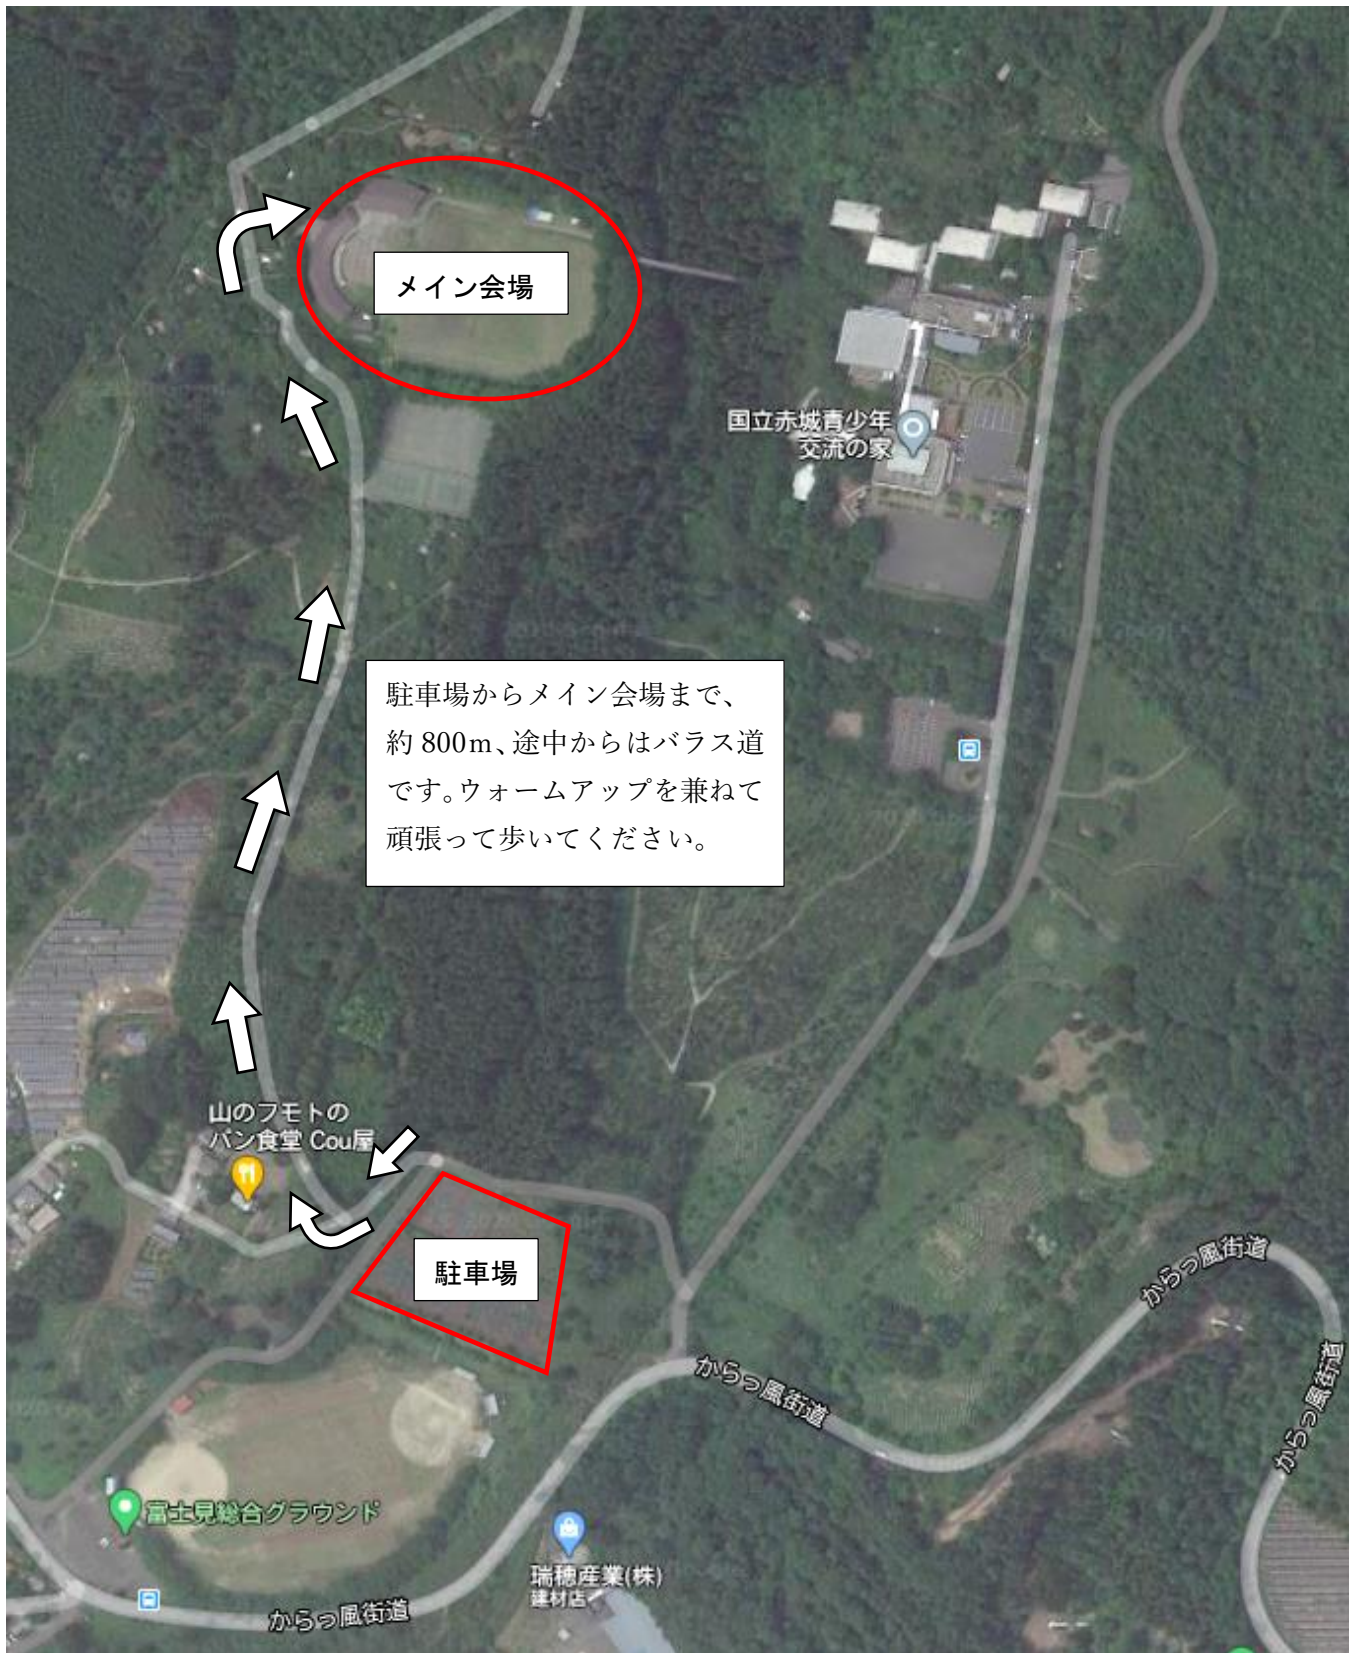 メイン会場
国立赤城青少年
交流の家
駐車場からメイン会場まで、
約 800ｍ、途中からはバラス道
です。ウォームアップを兼ねて
頑張って歩いてください。
山のフモトの
パン食堂 Cou屋
駐車場
からっ風街道
からっ風街道
からっ風街道
富士見総合グラウンド
瑞穂産業(株)
建材店
からっ風街道